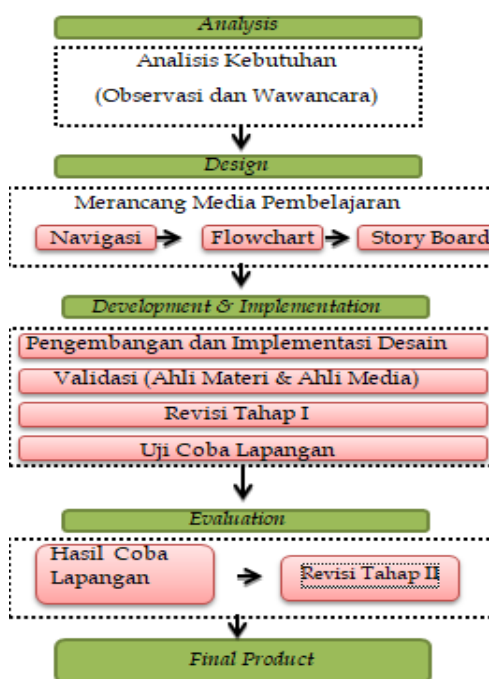 Analysis
Analisis Kebutuhan
(Observasi dan Wawancara)
Design
Merancang Media Pembelajaran
Navigasi
Flowchart
Story Board
Development & Implementation
Pengembangan dan Implementasi Desain
Validasi (Ahli Materi & Ahli Media)
Revisi Tahap I
Uji Coba Lapangan
Evaluation
Hasil Coba
Lapangan
Revisi Tahap II
Final Product